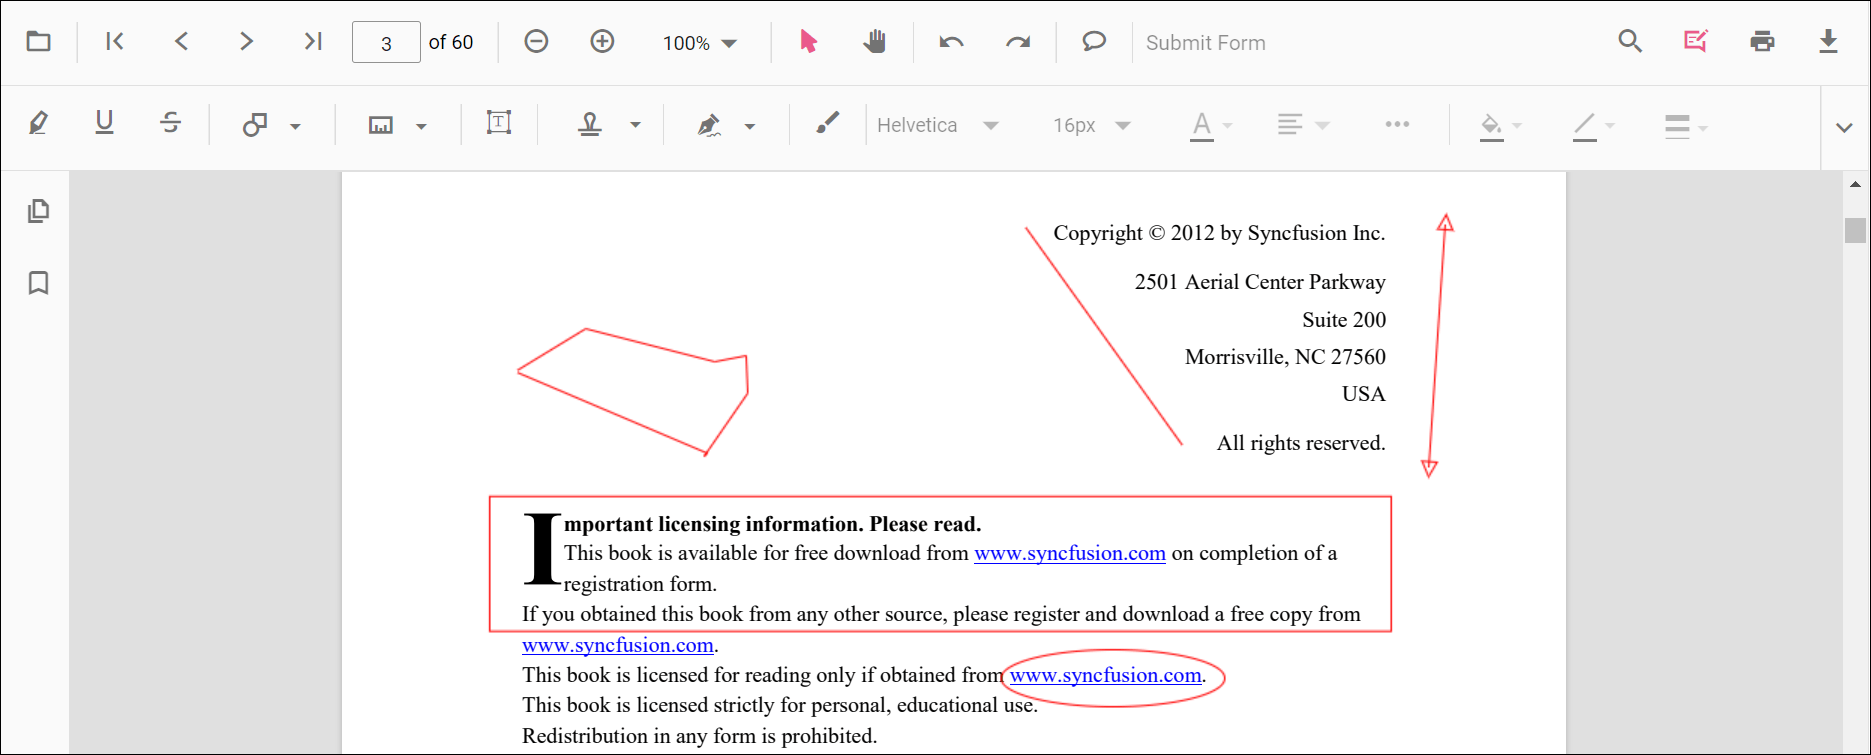 3 of 60 100% Submit Form
Helvetica 16px
Copyright © 2012 by Syncfusion Inc.
2501 Aerial Center Parkway
Suite 200
Morrisville, NC 27560
USA
All rights reserved.
Important licensing information. Please read.
This book is available for free download from www.syncfusion.com on completion of a
registration form.
If you obtained this book from any other source, please register and download a free copy from
www.syncfusion.com.
This book is licensed for reading only if obtained from www.syncfusion.com.
This book is licensed strictly for personal, educational use.
Redistribution in any form is prohibited.